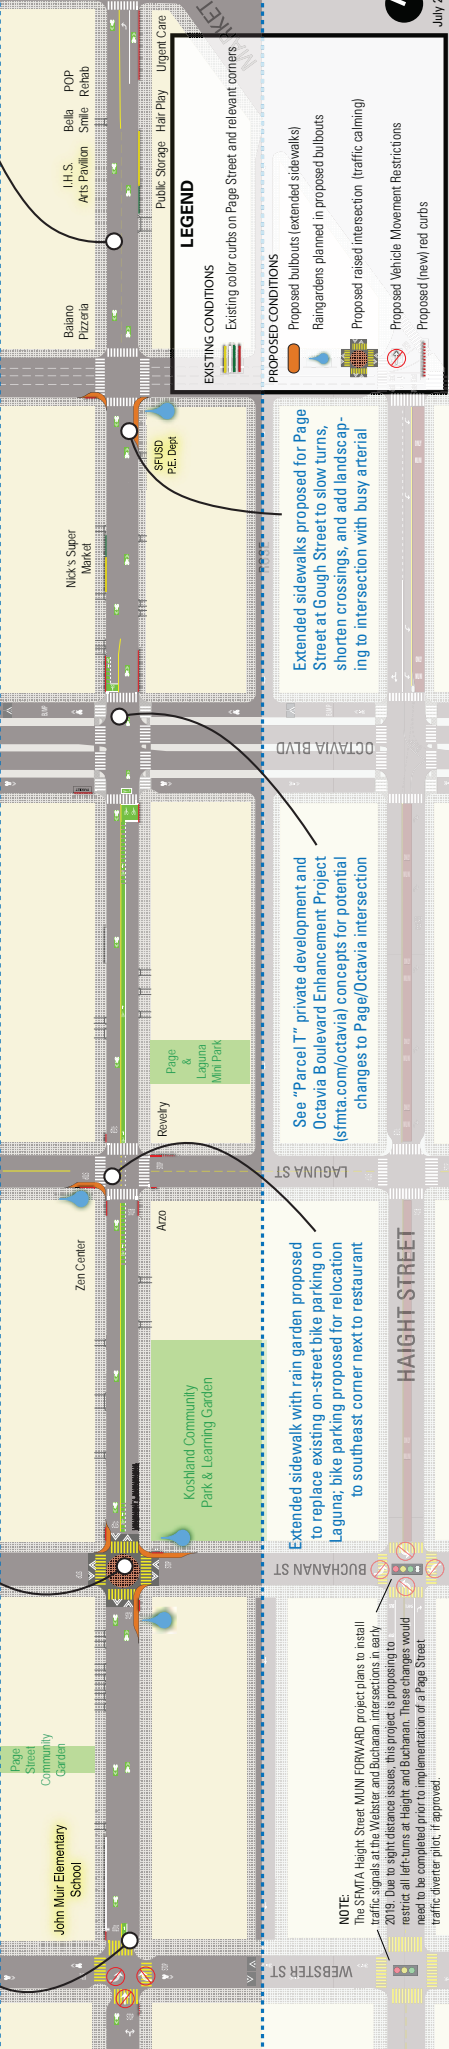 John Muir Elementary
School
Page
Street
Community
Garden
Zen Center
Nick's Super
Market
Baiano
Pizzeria
I.H.S.
Arts Pavilion
Bella
Smile
POP
Rehab
Koshland Community
Park & Learning Garden
Arzo
Revelry
Page
&
Laguna
Mini Park
SFUSD
P.E. Dept
Public Storage
Hair Play
Urgent Care
MARKET
WEBSTER ST
BUCHANAN ST
LAGUNA ST
OCTAVIA BLVD
ROSE
HAIGHT STREET
NOTE:
The SFMTA Haight Street MUNI FORWARD project plans to install
traffic signals at the Webster and Buchanan intersections in early
2019. Due to sight distance issues, this project is proposing to
restrict all left-turns at Haight and Buchanan. These changes would
need to be completed prior to implementation of a Page Street
traffic diverter pilot, if approved.
Extended sidewalk with rain garden proposed
to replace existing on-street bike parking on
Laguna; bike parking proposed for relocation
to southeast corner next to restaurant
See "Parcel T" private development and
Octavia Boulevard Enhancement Project
(sfmta.com/octavia) concepts for potential
changes to Page/Octavia intersection
Extended sidewalks proposed for Page
Street at Gough Street to slow turns,
shorten crossings, and add landscap-
ing to intersection with busy arterial
LEGEND
EXISTING CONDITIONS
Existing color curbs on Page Street and relevant corners
PROPOSED CONDITIONS
Proposed bulbouts (extended sidewalks)
Raingardens planned in proposed bulbouts
Proposed raised intersection (traffic calming)
Proposed Vehicle Movement Restrictions
Proposed (new) red curbs
July 2